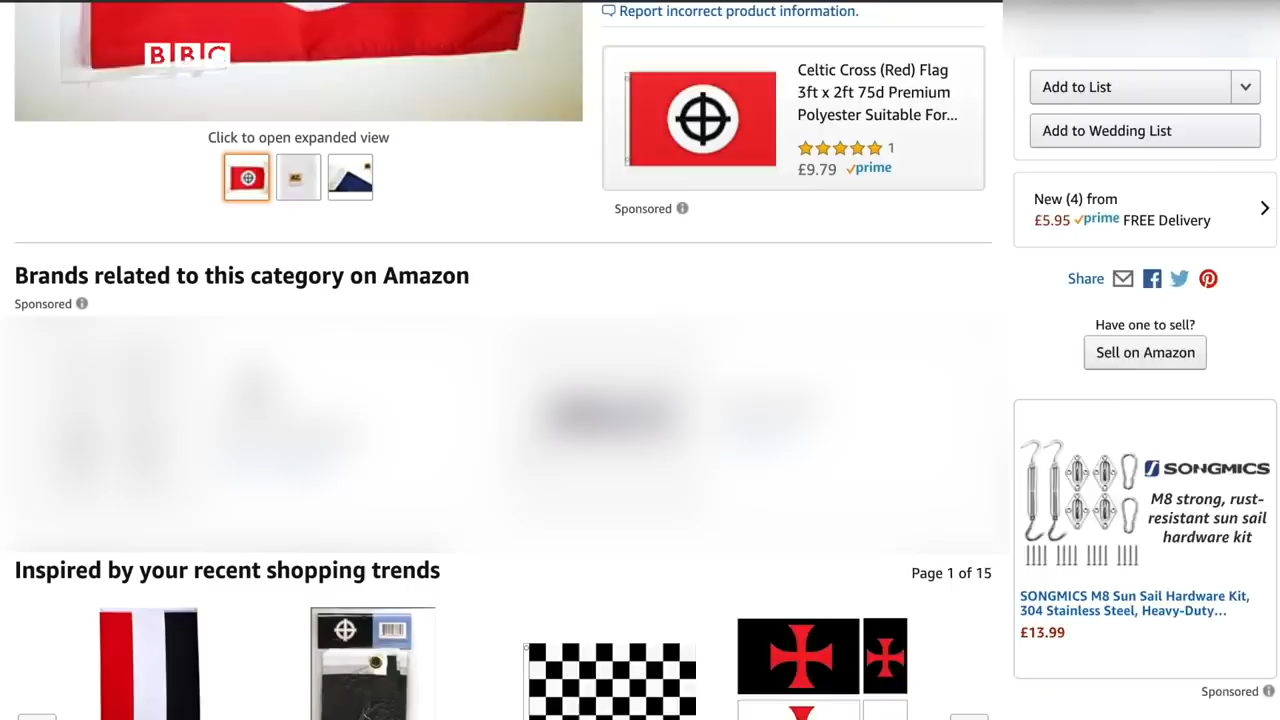 Report incorrect product information.
BBC
Celtic Cross (Red) Flag
3ft x 2ft 75d Premium
Polyester Suitable For...
1
£9.79 prime
Sponsored
Click to open expanded view
Add to List
Add to Wedding List
New (4) from
£5.95 prime FREE Delivery
Share
Have one to sell?
Sell on Amazon
Brands related to this category on Amazon
Sponsored
SONGMICS
M8 strong, rust-
resistant sun sail
hardware kit
SONGMICS M8 Sun Sail Hardware Kit,
304 Stainless Steel, Heavy-Duty...
£13.99
Sponsored
Inspired by your recent shopping trends
Page 1 of 15